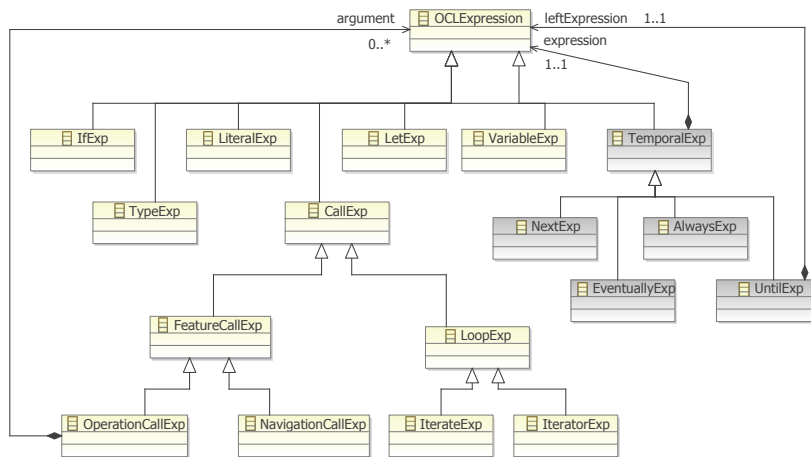 argument
OCLExpression
leftExpression 1..1
0..*
expression
1..1
IfExp
LiteralExp
LetExp
VariableExp
TemporalExp
TypeExp
CallExp
NextExp
AlwaysExp
EventuallyExp
UntilExp
FeatureCallExp
LoopExp
OperationCallExp
NavigationCallExp
IterateExp
IteratorExp